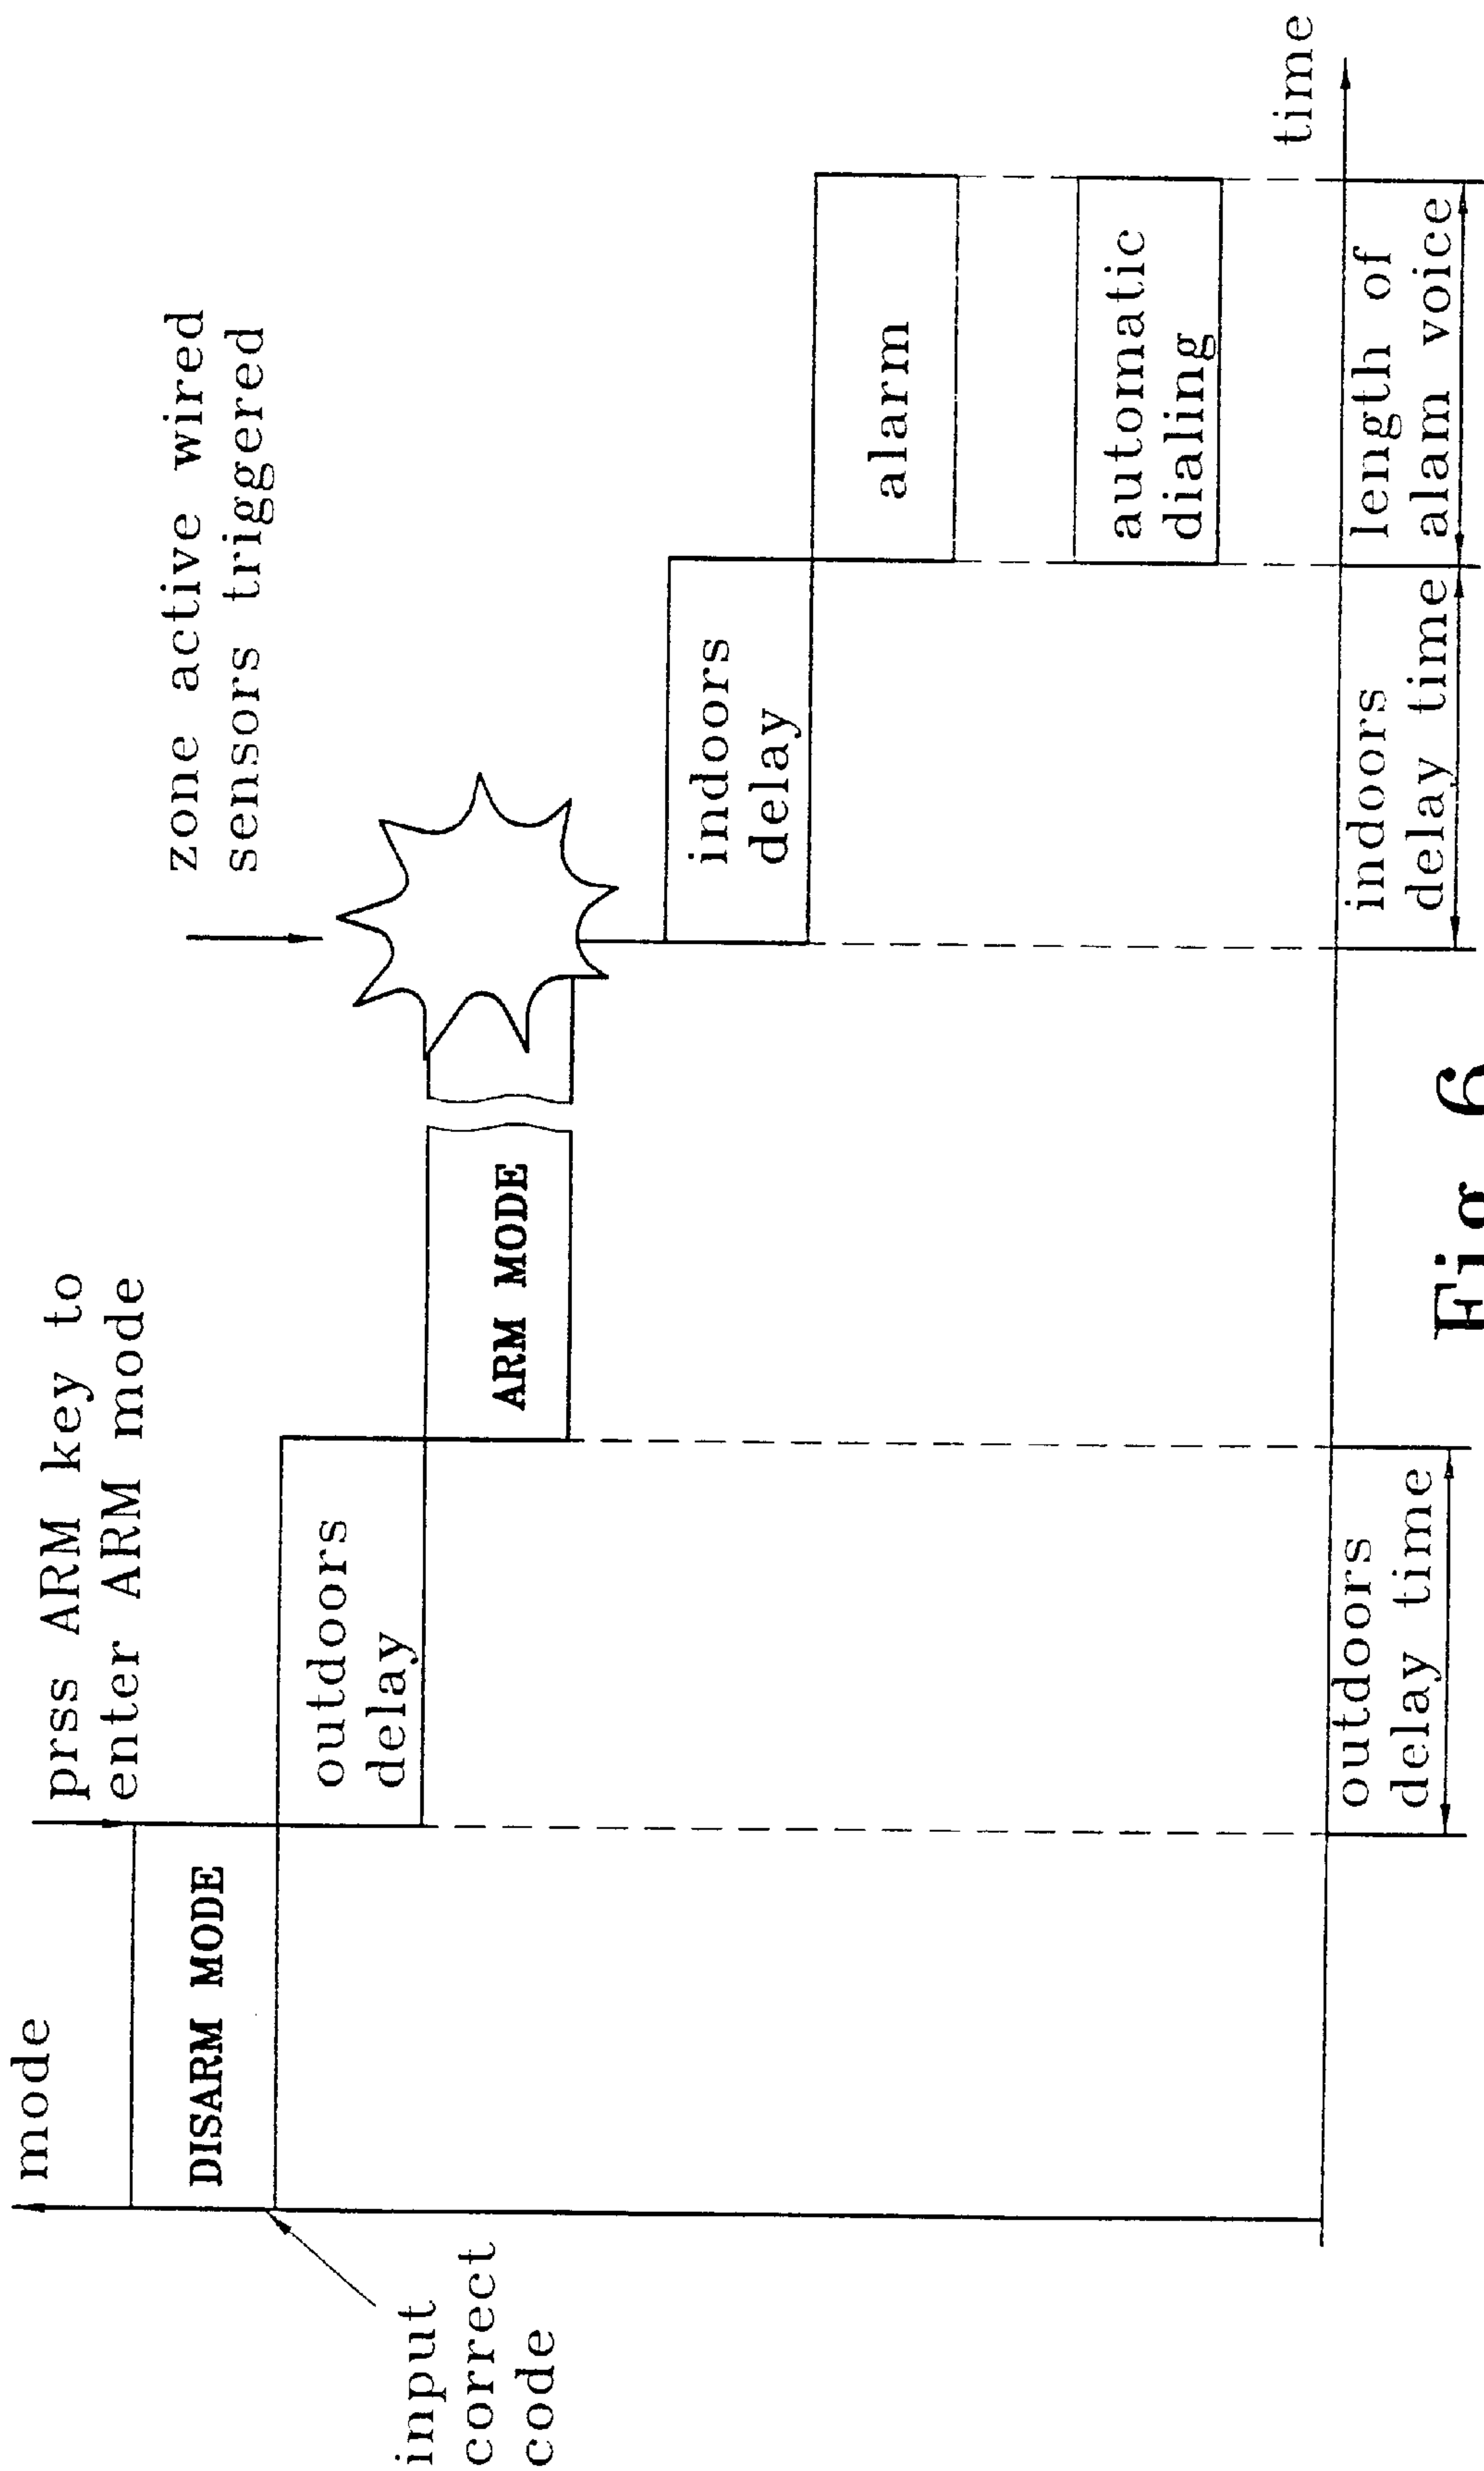 mode
prss ARM key to
enter ARM mode
zone active wired
sensors triggered
DISARM MODE
input
correct
code
outdoors
delay
ARM MODE
indoors
delay
alarm
automatic
dialing
time
outdoors
delay time
indoors
delay time
length of
alam voice
Fig 6